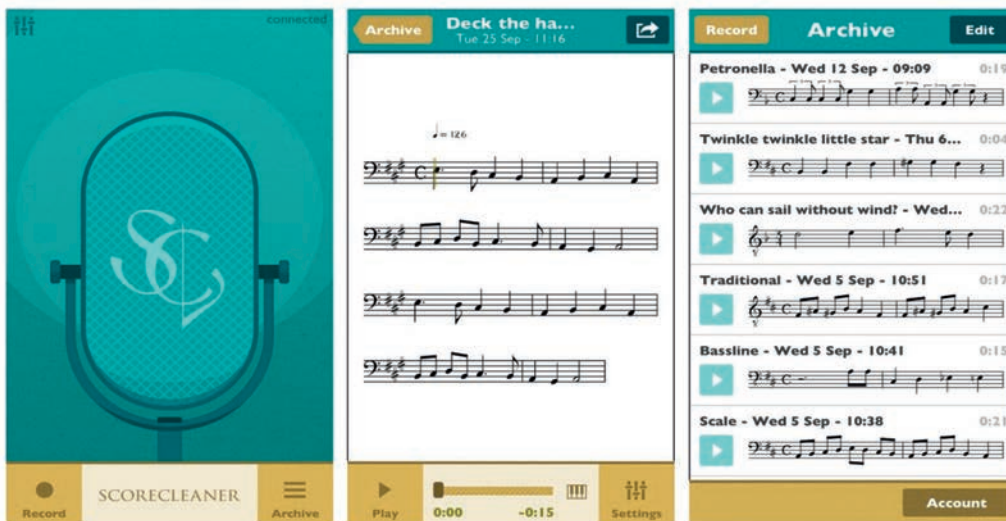 connected
SC
SCORECLEANER
Record
Archive
Archive
Deck the ha...
Tue 25 Sep - 11:16
♩ = 126
Play
0:00
-0:15
Settings
Record
Archive
Edit
Petronella - Wed 12 Sep - 09:09
0:19
Twinkle twinkle little star - Thu 6...
0:04
Who can sail without wind? - Wed...
0:22
Traditional - Wed 5 Sep - 10:51
0:17
Bassline - Wed 5 Sep - 10:41
0:15
Scale - Wed 5 Sep - 10:38
0:21
Account